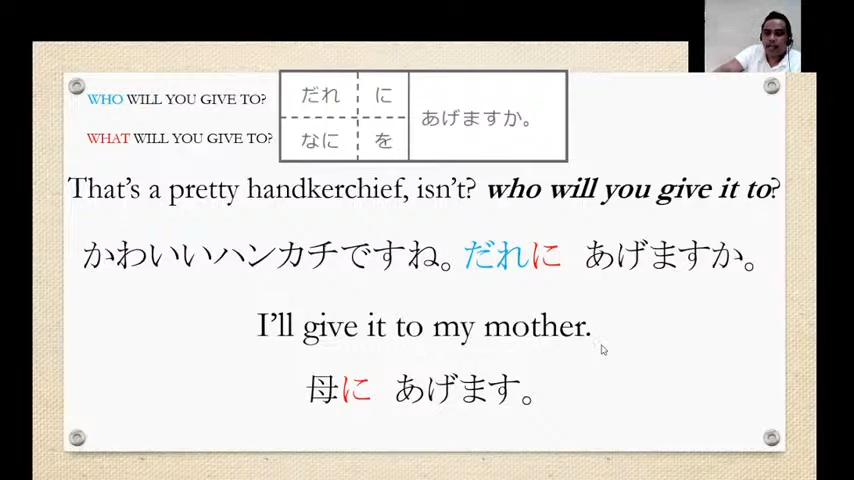 WHO WILL YOU GIVE TO?
だれ に
WHAT WILL YOU GIVE TO?
なに を
あげますか。
That's a pretty handkerchief, isn't? who will you give it to?
かわいいハンカチですね。だれに あげますか。
I'll give it to my mother.
母に あげます。